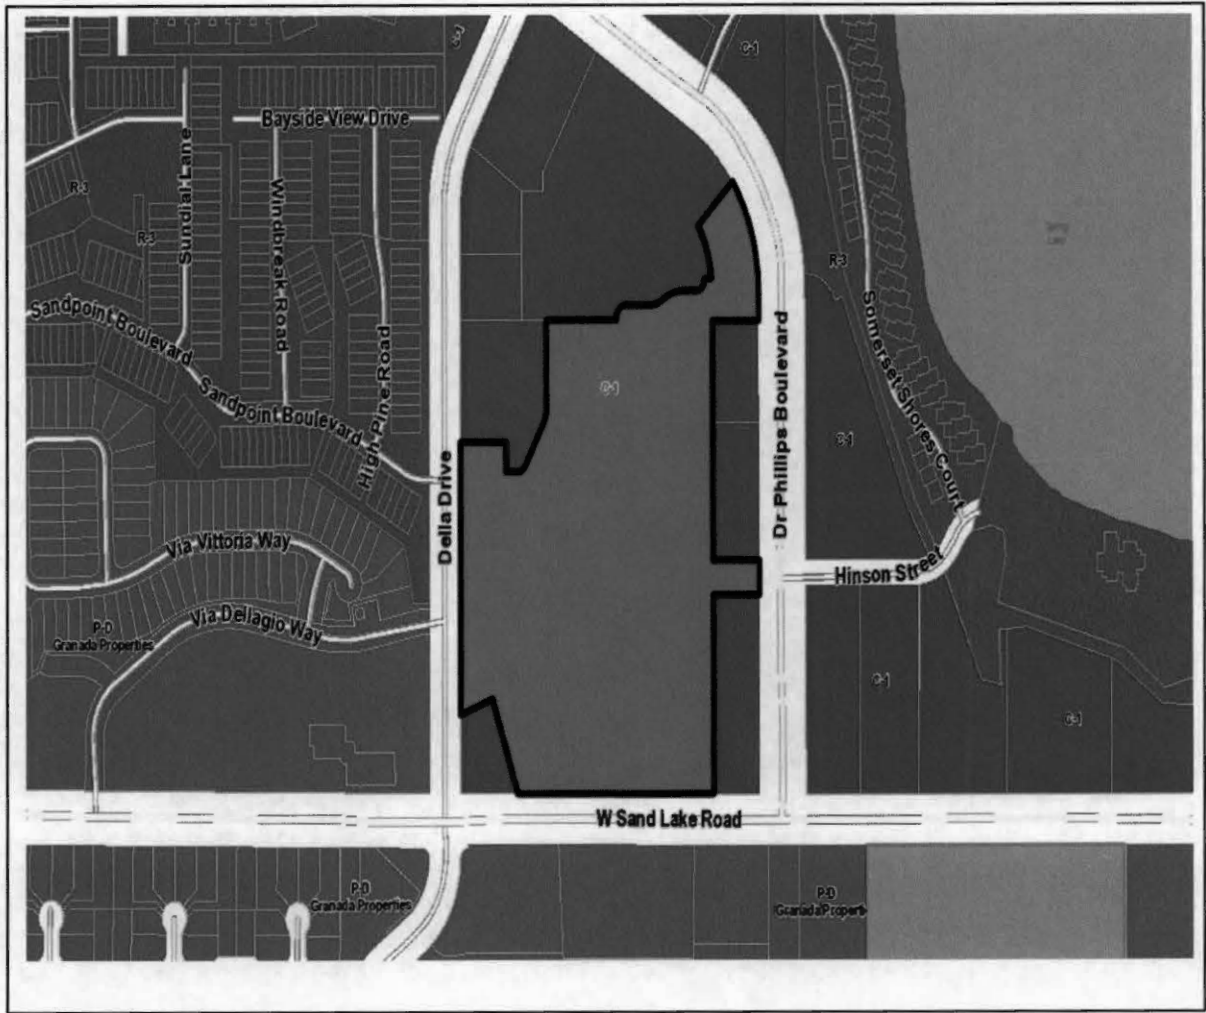 C-1
C-1
Bayside View Drive
Sundial Lane
R-3
Windbreak Road
R-3
R-3
Sandpoint Boulevard
Somerset Shores Court
Dr Phillips Boulevard
High Pine Road
Sandpoint Boulevard
C-1
C-1
Della Drive
Via Vittoria Way
Hinson Street
Via Dellagio Way
P-D
Granada Properties
C-1
C-1
W Sand Lake Road
P-D
Granada Properties
P-D
Granada Properti